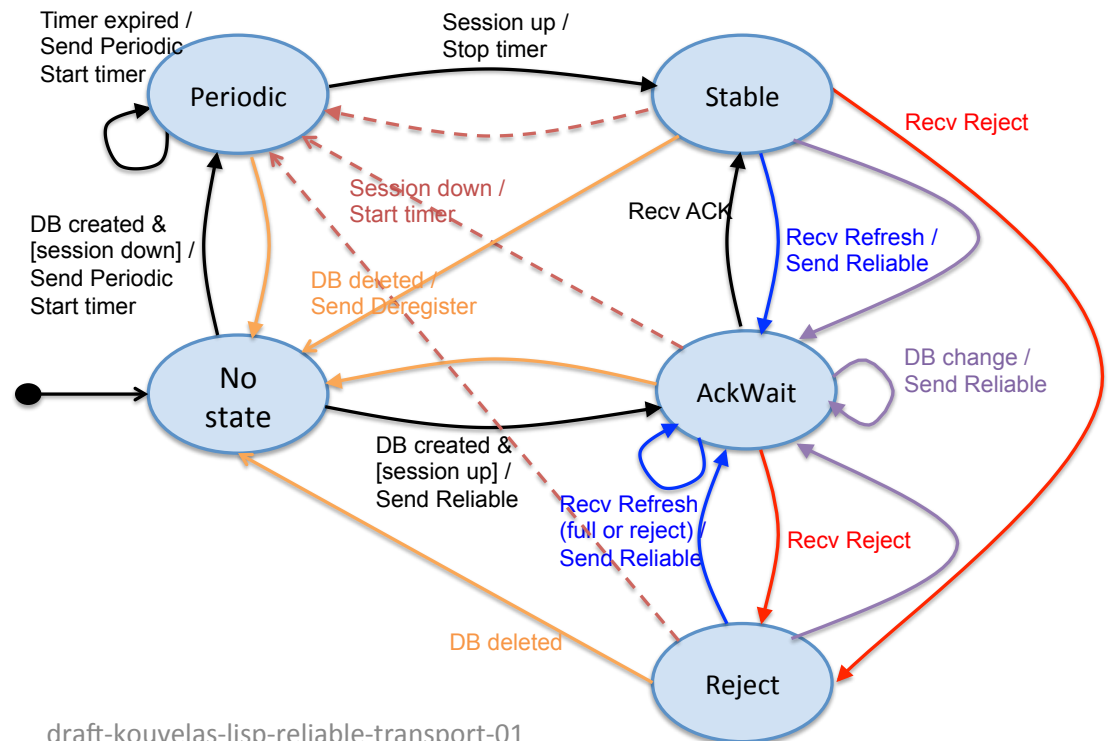 Timer expired /
Send Periodic
Start timer
Session up /
Stop timer
Periodic
Stable
Recv Reject
Session down /
Start timer
Recv ACK
DB created &
[session down] /
Send Periodic
Start timer
Recv Refresh /
Send Reliable
DB deleted /
Send Deregister
No
state
AckWait
DB change /
Send Reliable
DB created &
[session up] /
Send Reliable
Recv Refresh
(full or reject) /
Send Reliable
Recv Reject
DB deleted
Reject
draft-kouvelas-lisp-reliable-transport-01